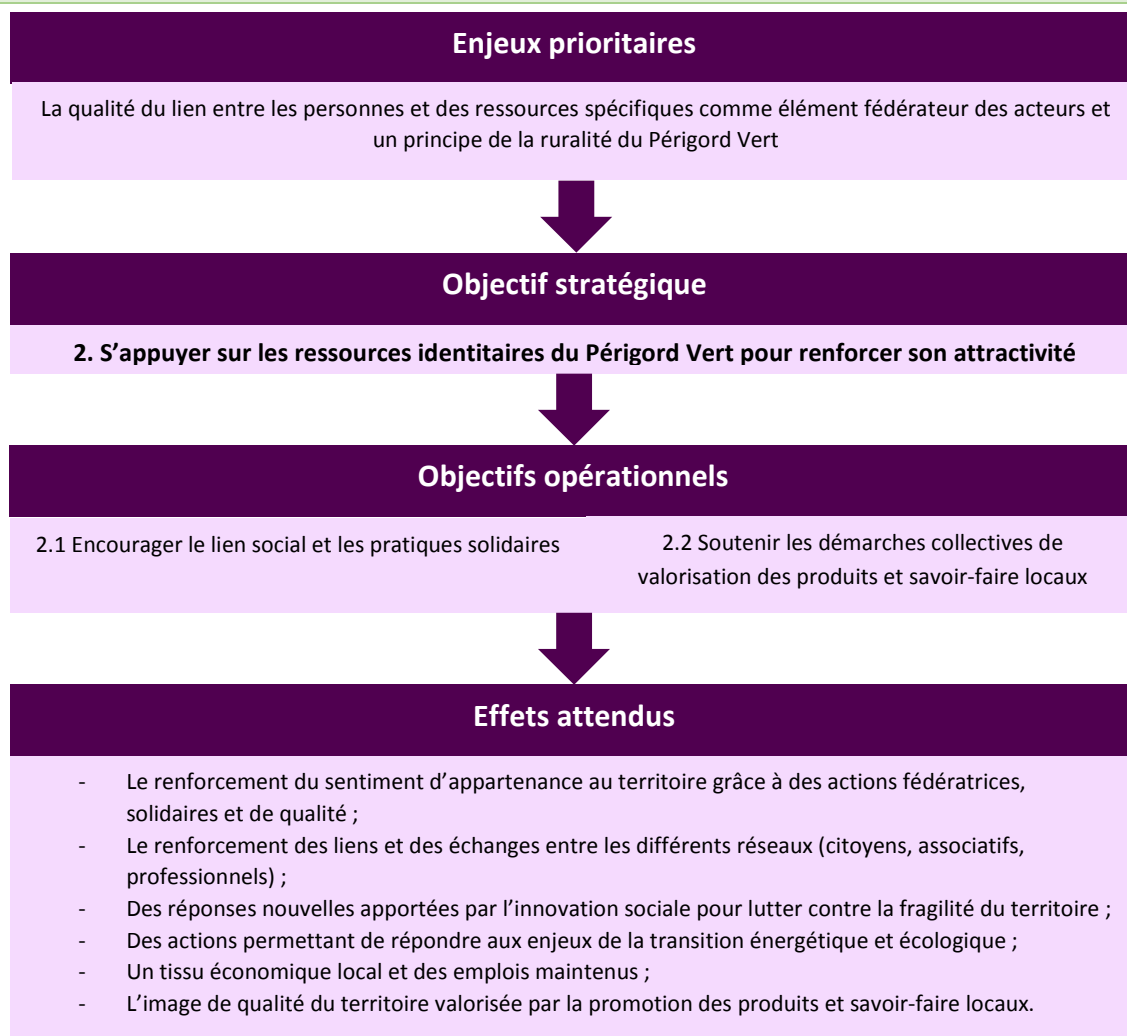 Enjeux prioritaires
La qualité du lien entre les personnes et des ressources spécifiques comme élément fédérateur des acteurs et
un principe de la ruralité du Périgord Vert
Objectif stratégique
2. S’appuyer sur les ressources identitaires du Périgord Vert pour renforcer son attractivité
Objectifs opérationnels
2.1 Encourager le lien social et les pratiques solidaires
2.2 Soutenir les démarches collectives de
valorisation des produits et savoir-faire locaux
Effets attendus
- Le renforcement du sentiment d’appartenance au territoire grâce à des actions fédératrices,
solidaires et de qualité ;
- Le renforcement des liens et des échanges entre les différents réseaux (citoyens, associatifs,
professionnels) ;
- Des réponses nouvelles apportées par l’innovation sociale pour lutter contre la fragilité du territoire ;
- Des actions permettant de répondre aux enjeux de la transition énergétique et écologique ;
- Un tissu économique local et des emplois maintenus ;
- L’image de qualité du territoire valorisée par la promotion des produits et savoir-faire locaux.